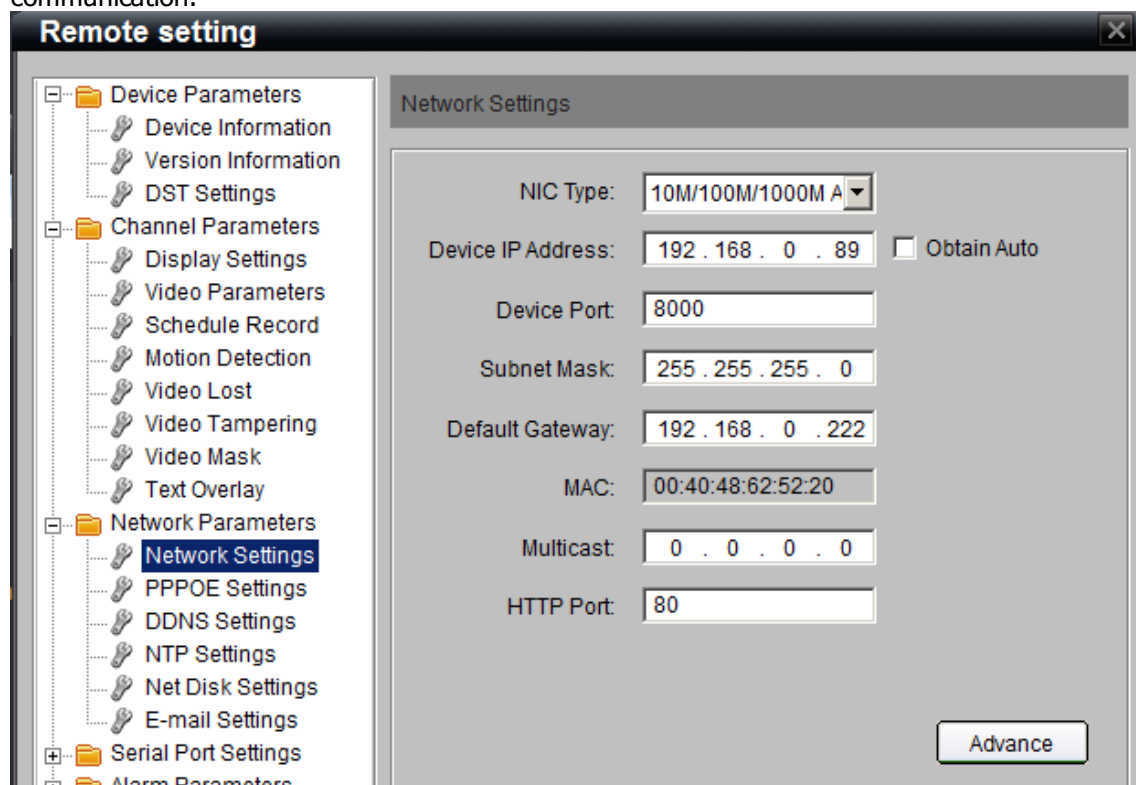 communication.
Remote setting
Device Parameters
Device Information
Version Information
DST Settings
Channel Parameters
Display Settings
Video Parameters
Schedule Record
Motion Detection
Video Lost
Video Tampering
Video Mask
Text Overlay
Network Parameters
Network Settings
PPPOE Settings
DDNS Settings
NTP Settings
Net Disk Settings
E-mail Settings
Serial Port Settings
Alarm Parameters
Network Settings
NIC Type: 10M/100M/1000M A
Device IP Address: 192 . 168 . 0 . 89 Obtain Auto
Device Port: 8000
Subnet Mask: 255 . 255 . 255 . 0
Default Gateway: 192 . 168 . 0 . 222
MAC: 00:40:48:62:52:20
Multicast: 0 . 0 . 0 . 0
HTTP Port: 80
Advance